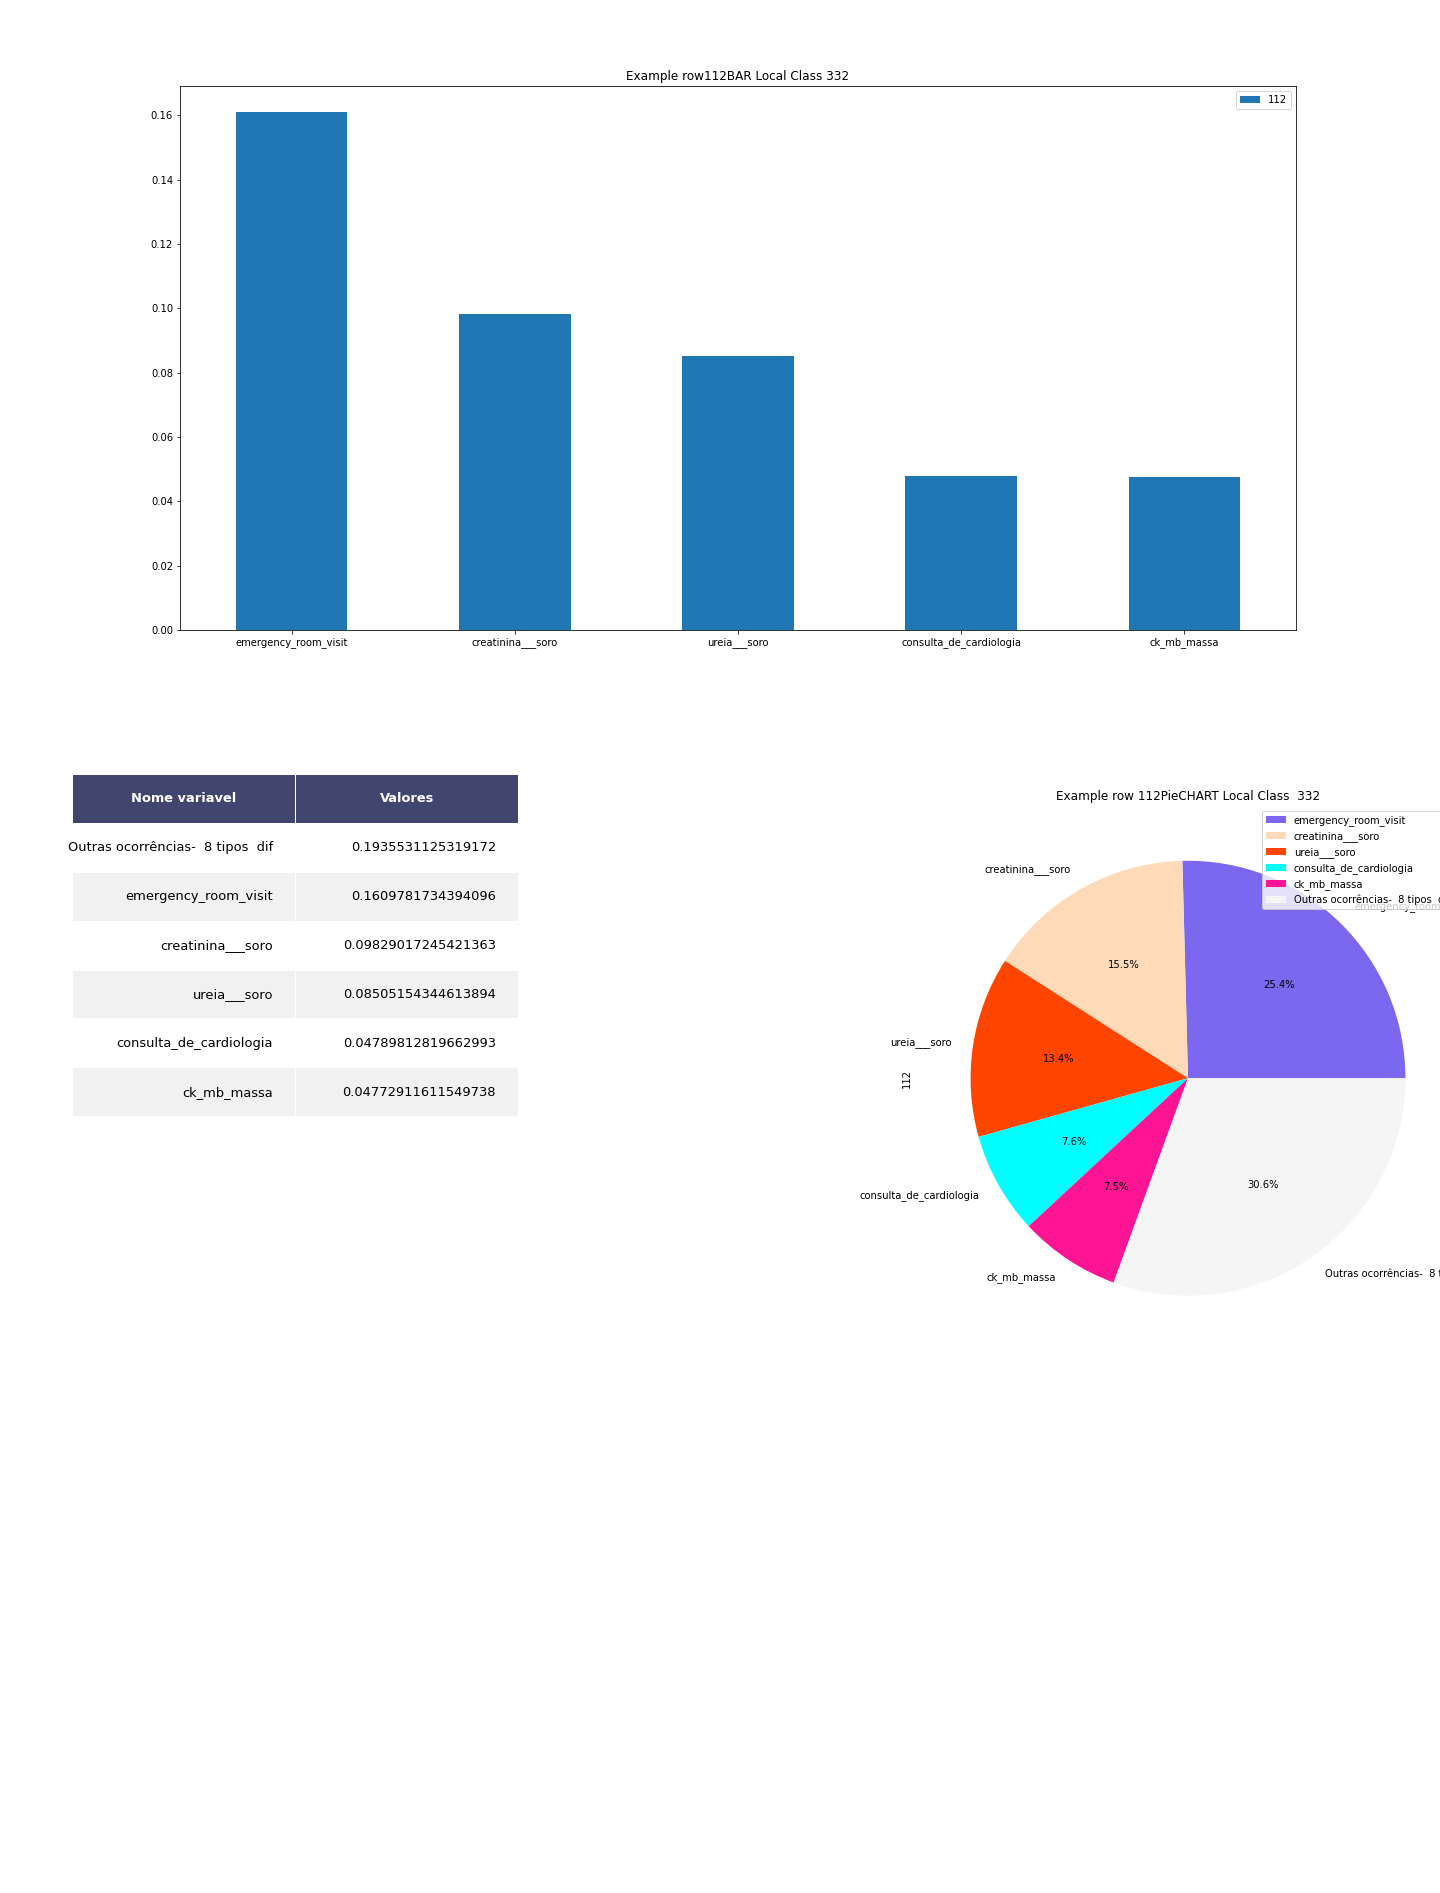 Example row112BAR Local Class 332
112
0.16
0.14
0.12
0.10
0.08
0.06
0.04
0.02
0.00
emergency_room_visit
creatinina___soro
ureia___soro
consulta_de_cardiologia
ck_mb_massa
Nome variavel Valores
Outras ocorrências-  8 tipos  dif 0.1935531125319172
emergency_room_visit 0.1609781734394096
creatinina___soro 0.09829017245421363
ureia___soro 0.08505154344613894
consulta_de_cardiologia 0.04789812819662993
ck_mb_massa 0.04772911611549738
Example row 112PieCHART Local Class  332
emergency_room_visit
creatinina___soro
ureia___soro
consulta_de_cardiologia
ck_mb_massa
Outras ocorrências-  8 tipos
emergency_room
creatinina___soro
15.5%
25.4%
ureia___soro
13.4%
112
7.6%
7.5%
30.6%
consulta_de_cardiologia
ck_mb_massa
Outras ocorrências-  8